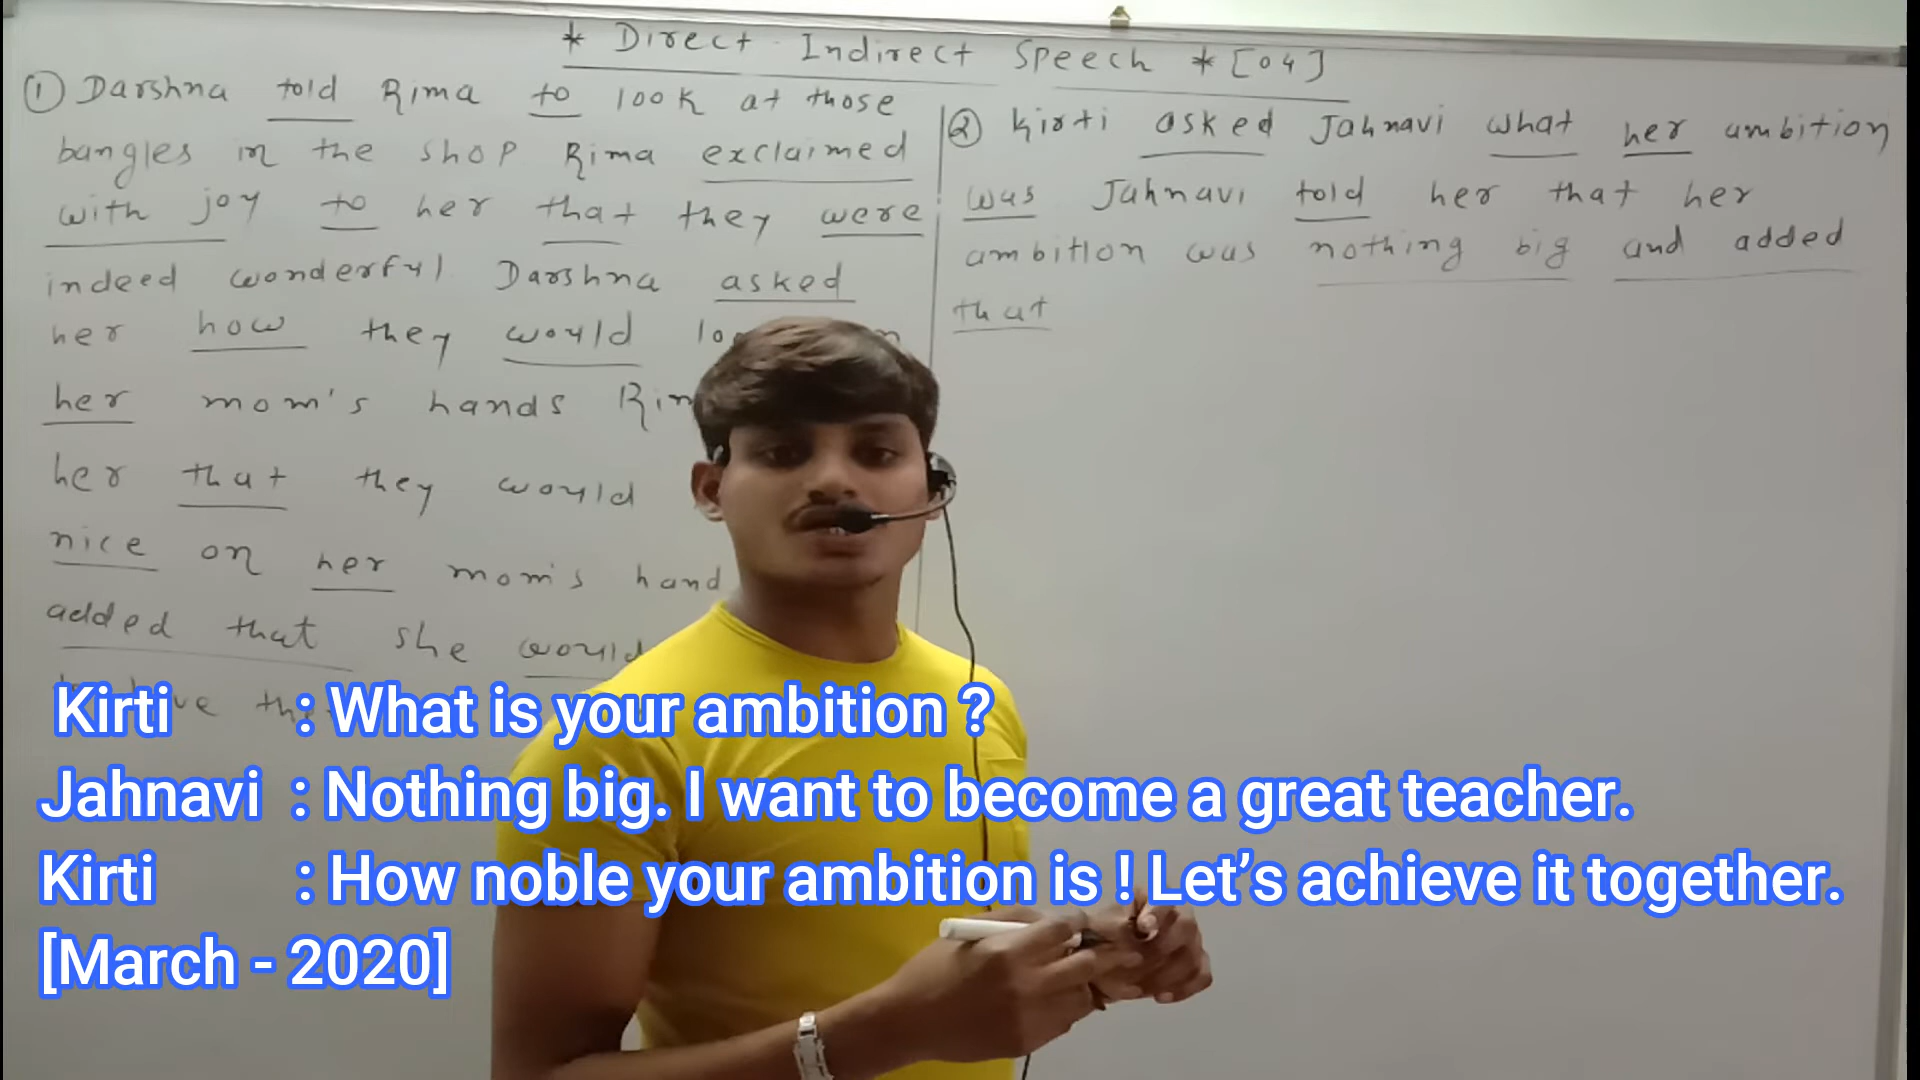 * Direct Indirect Speech * [04]
① Darshna told Rima to look at those
bangles in the shop Rima exclaimed
with joy to her that they were
indeed wonderful. Darshna asked
her how they would
her mom's hands
her that they would
nice on her mom's hand
added that she would
② Kirti asked Jahnavi what her ambition
was Jahnavi told her that her
ambition was nothing big and added
that
Kirti : What is your ambition ?
Jahnavi : Nothing big. I want to become a great teacher.
Kirti : How noble your ambition is ! Let’s achieve it together.
[March - 2020]